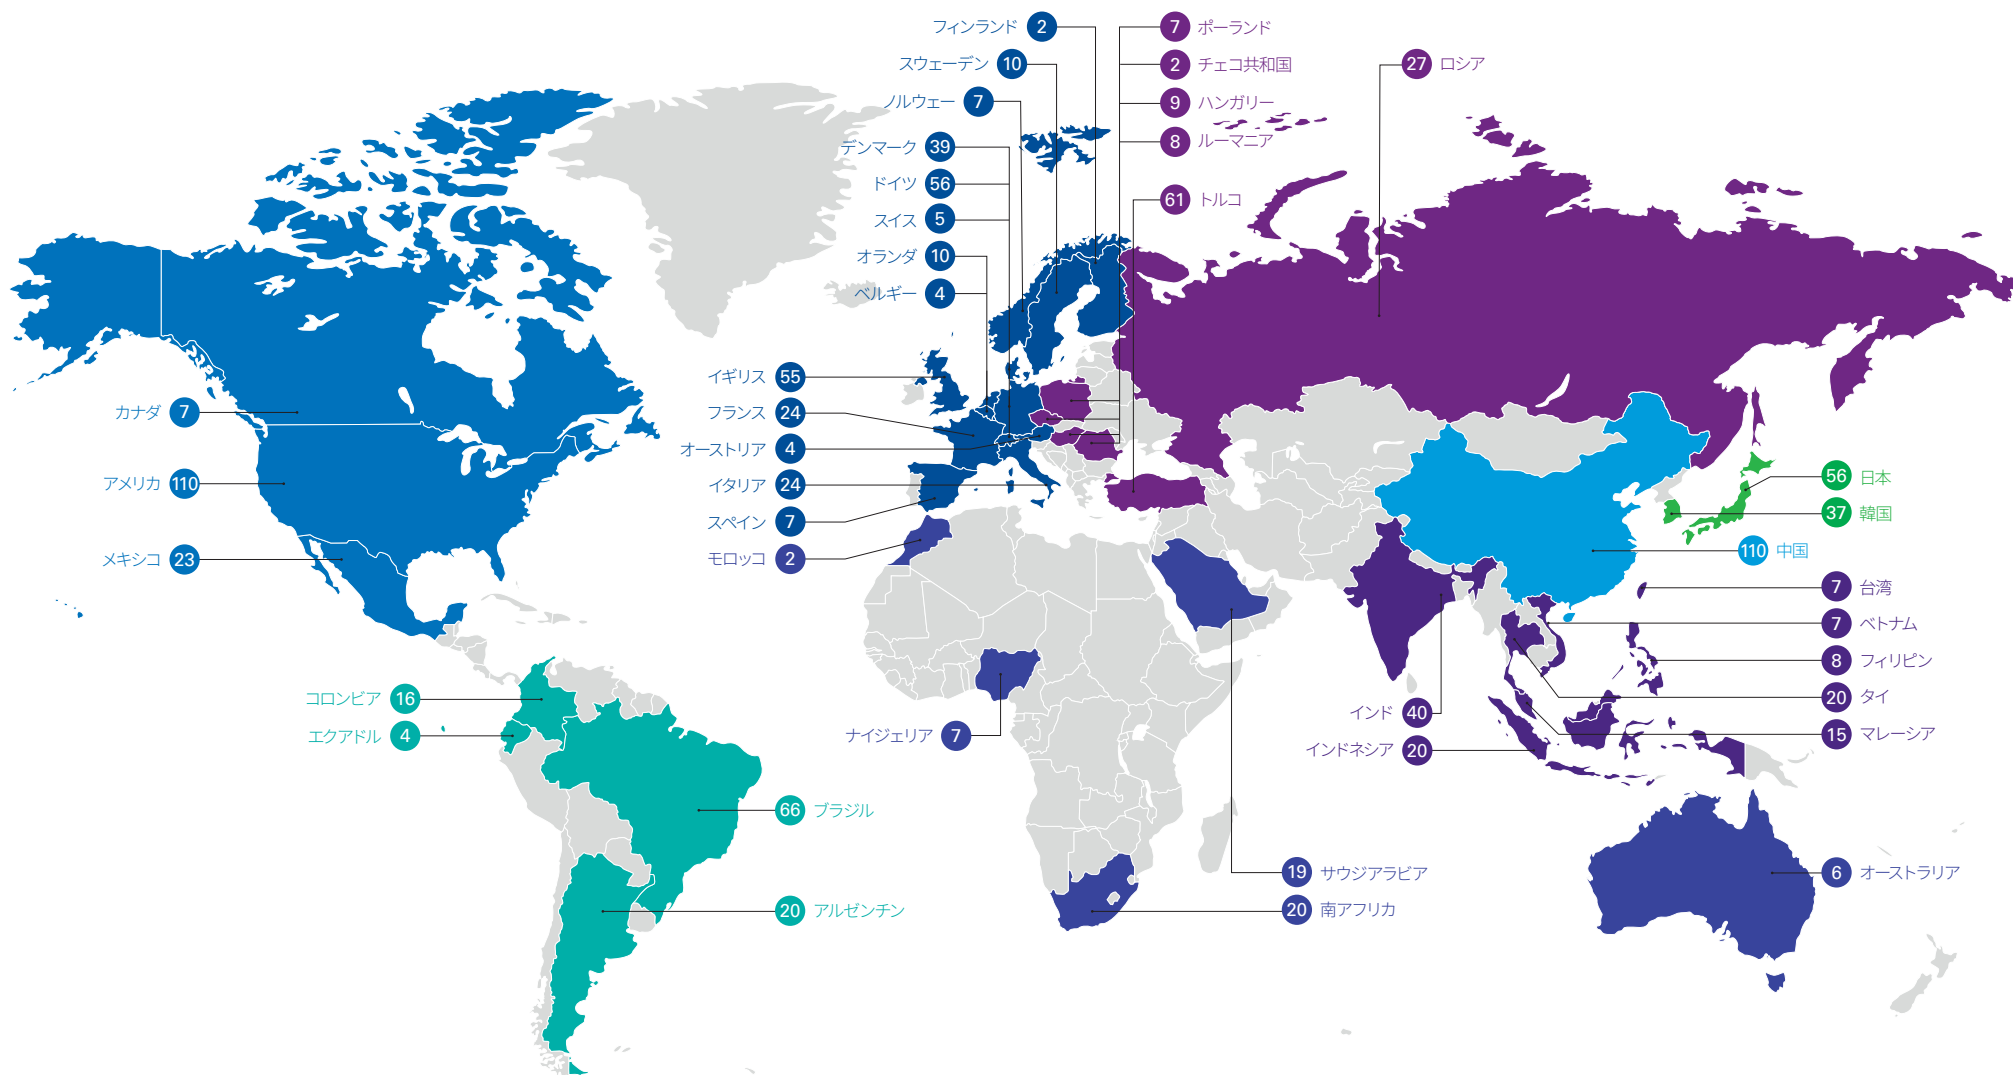 フィンランド 2
スウェーデン 10
ノルウェー 7
デンマーク 39
ドイツ 56
スイス 5
オランダ 10
ベルギー 4
7 ポーランド
2 チェコ共和国
9 ハンガリー
8 ルーマニア
61 トルコ
27 ロシア
イギリス 55
フランス 24
オーストリア 4
イタリア 24
スペイン 7
モロッコ 2
カナダ 7
アメリカ 110
メキシコ 23
56 日本
37 韓国
110 中国
7 台湾
7 ベトナム
8 フィリピン
20 タイ
15 マレーシア
インド 40
インドネシア 20
コロンビア 16
エクアドル 4
ナイジェリア 7
66 ブラジル
20 アルゼンチン
19 サウジアラビア
20 南アフリカ
6 オーストラリア